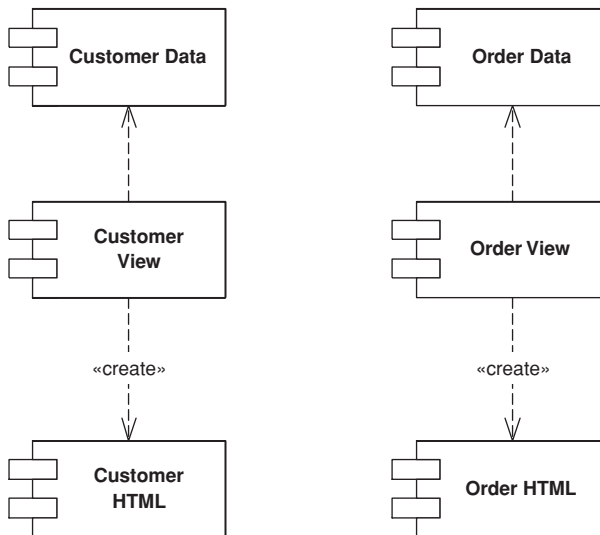 Customer Data
Order Data
Customer
View
Order View
«create»
«create»
Customer
HTML
Order HTML